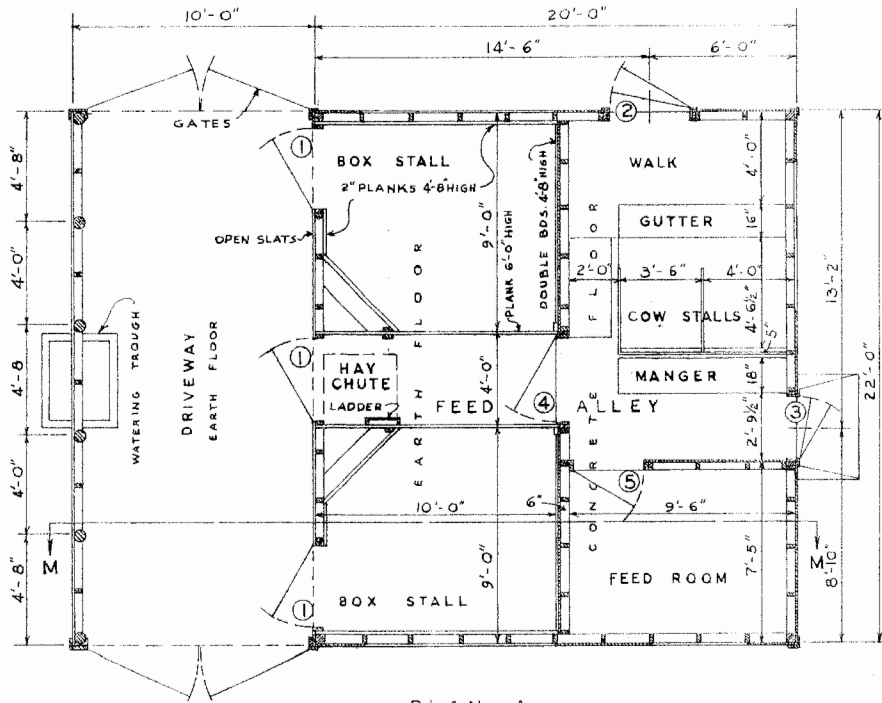 10'-0"
20'-0"
14'-6"
6'-0"
GATES
①
BOX STALL
2" PLANKS 4'-8" HIGH
OPEN SLATS
9'-0"
PLANK 6'-0" HIGH
DOUBLE BDS. 4'-8" HIGH
②
WALK
4'-0"
GUTTER
16"
2'-0"
3'-6"
4'-0"
COW STALLS
4'-6½"
5"
MANGER
18"
③
2'-9½"
13'-2"
22'-0"
8'-10"
4'-8"
4'-0"
4'-8
4'-0"
4'-8"
WATERING TROUGH
DRIVEWAY
EARTH FLOOR
①
HAY
CHUTE
LADDER
EARTH FLOOR
4'-0"
FEED ALLEY
④
CONCRETE FLOOR
⑤
10'-0"
6"
9'-6"
M
M
①
BOX STALL
9'-0"
FEED ROOM
7'-5"